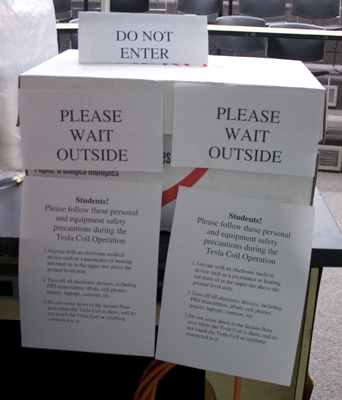 DO NOT
ENTER
PLEASE
WAIT
OUTSIDE
PLEASE
WAIT
OUTSIDE
Students!
Please follow these personal
and equipment safety
precautions during the
Tesla Coil Operation
1.Anyone with an electronic medical
device such as a pacemaker or hearing
aid must sit in the upper tier above the
ground level aisle.
2.Turn off all electronic devices, including
PRS transmitters, iPods, cell phones,
pagers, laptops, cameras, etc.
3.Do not come down to the lecture floor
area while the Tesla Coil is there, and do
not touch the Tesla Coil or anything
connected to it.
Students!
Please follow these personal
and equipment safety
precautions during the
Tesla Coil Operation
1.Anyone with an electronic medical
device such as a pacemaker or hearing
aid must sit in the upper tier above the
ground level aisle.
2.Turn off all electronic devices, including
PRS transmitters, iPods, cell phones,
pagers, laptops, cameras, etc.
3.Do not come down to the lecture floor
area while the Tesla Coil is there, and do
not touch the Tesla Coil or anything
connected to it.